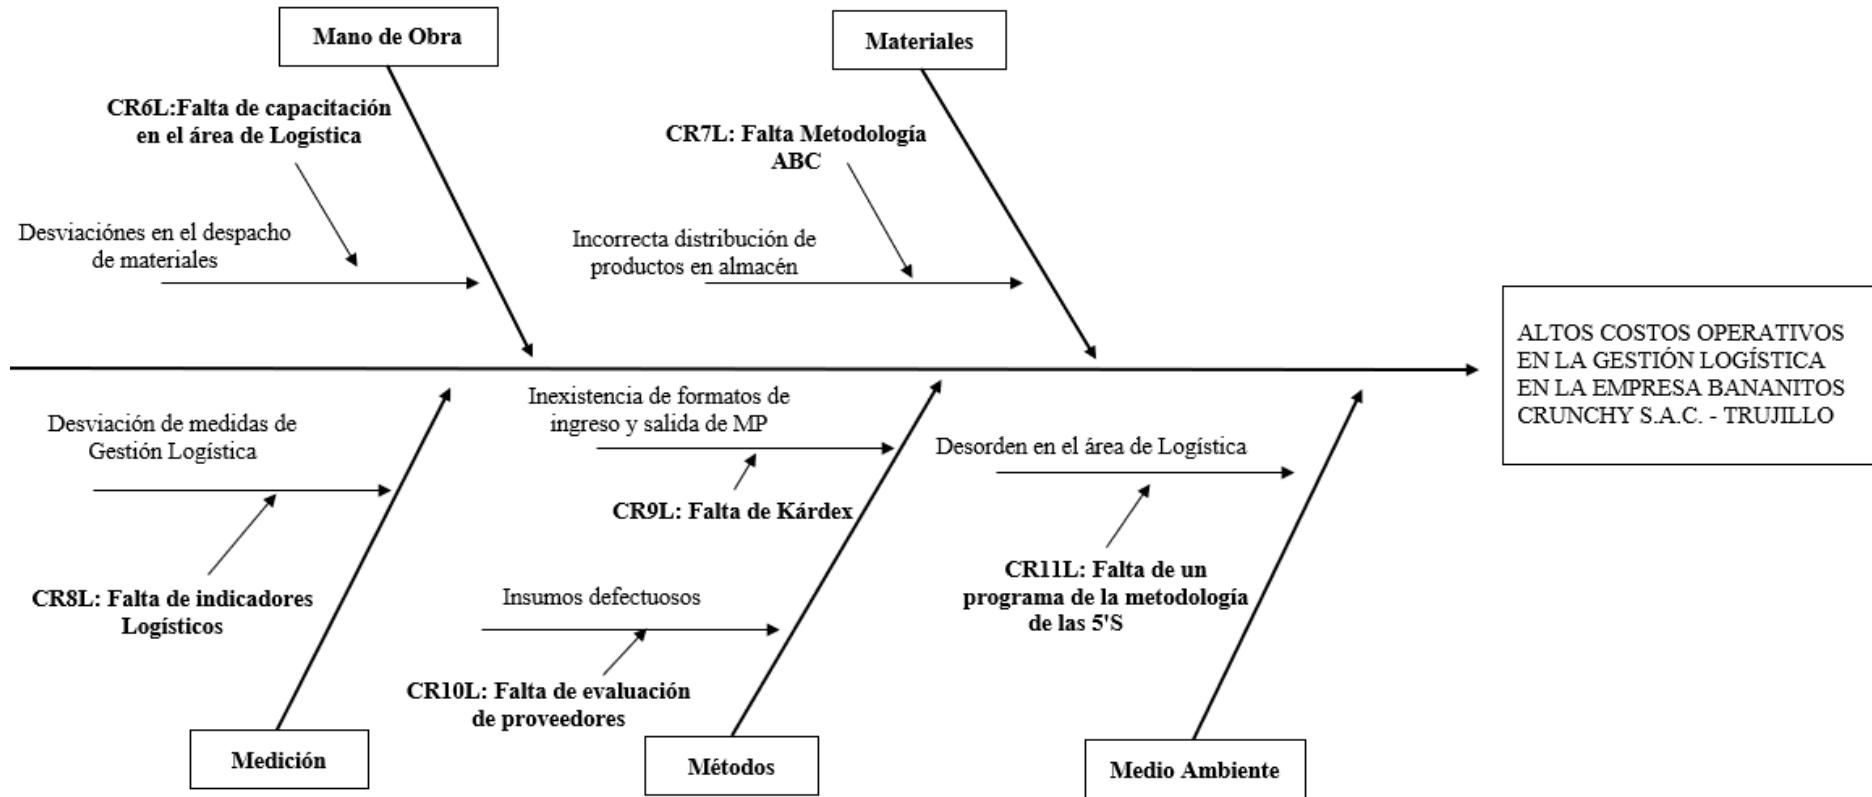 Mano de Obra
Materiales
CR6L:Falta de capacitación
en el área de Logística
CR7L: Falta Metodología
ABC
Desviaciónes en el despacho
de materiales
Incorrecta distribución de
productos en almacén
ALTOS COSTOS OPERATIVOS
EN LA GESTIÓN LOGÍSTICA
EN LA EMPRESA BANANITOS
CRUNCHY S.A.C. - TRUJILLO
Desviación de medidas de
Gestión Logística
Inexistencia de formatos de
ingreso y salida de MP
Desorden en el área de Logística
CR9L: Falta de Kárdex
CR8L: Falta de indicadores
Logísticos
Insumos defectuosos
CR11L: Falta de un
programa de la metodología
de las 5'S
CR10L: Falta de evaluación
de proveedores
Medición
Métodos
Medio Ambiente